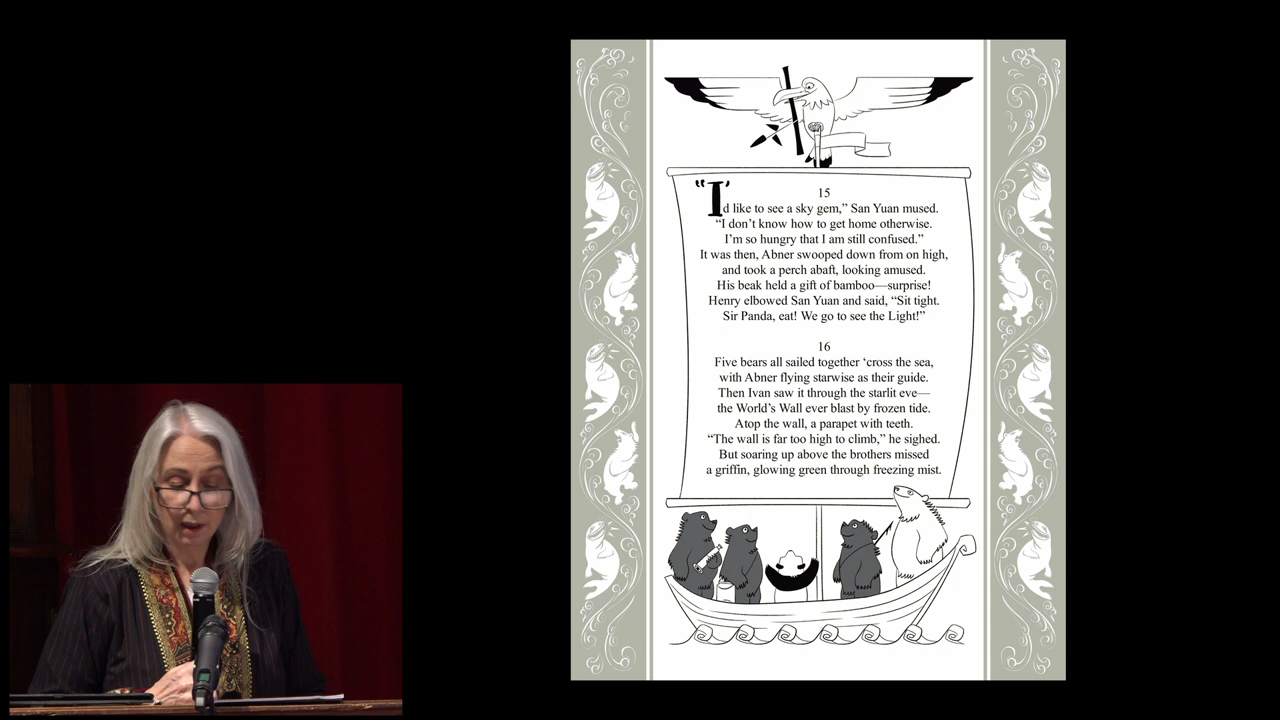 15
“I’d like to see a sky gem,” San Yuan mused.
“I don’t know how to get home otherwise.
I’m so hungry that I am still confused.”
It was then, Abner swooped down from on high,
and took a perch abaft, looking amused.
His beak held a gift of bamboo—surprise!
Henry elbowed San Yuan and said, “Sit tight.
Sir Panda, eat! We go to see the Light!”
16
Five bears all sailed together ‘cross the sea,
with Abner flying starwise as their guide.
Then Ivan saw it through the starlit eve—
the World’s Wall ever blast by frozen tide.
Atop the wall, a parapet with teeth.
“The wall is far too high to climb,” he sighed.
But soaring up above the brothers missed
a griffin, glowing green through freezing mist.